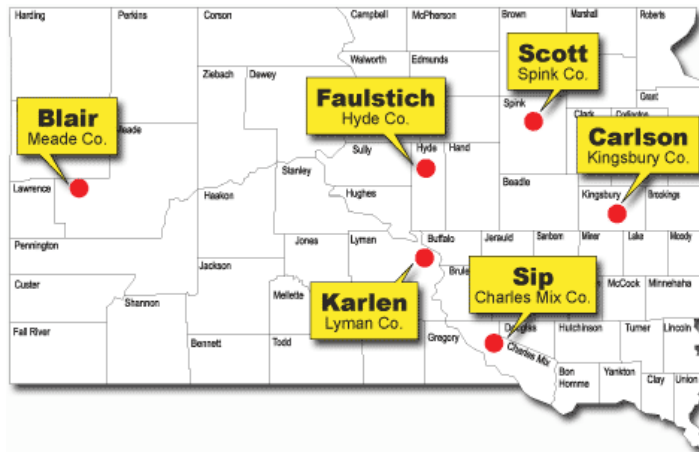 Harding
Perkins
Corson
Campbell
McPherson
Brown
Marshall
Roberts
Walworth
Edmunds
Scott
Spink Co.
Ziebach
Dewey
Faulstich
Hyde Co.
Spink
Grant
Blair
Meade Co.
Clark
Carlson
Kingsbury Co.
Sully
Hyde
Hand
Stanley
Beadle
Lawrence
Haakon
Hughes
Kingsbury
Brookings
Pennington
Jones
Lyman
Buffalo
Jerauld
Sanborn
Miner
Lake
Moody
Jackson
Sip
Charles Mix Co.
Custer
Shannon
Mellette
Karlen
Lyman Co.
McCook
Minnehaha
Fall River
Bennett
Todd
Gregory
Charles Mix
Hutchinson
Turner
Lincoln
Bon
Homme
Yankton
Clay
Union